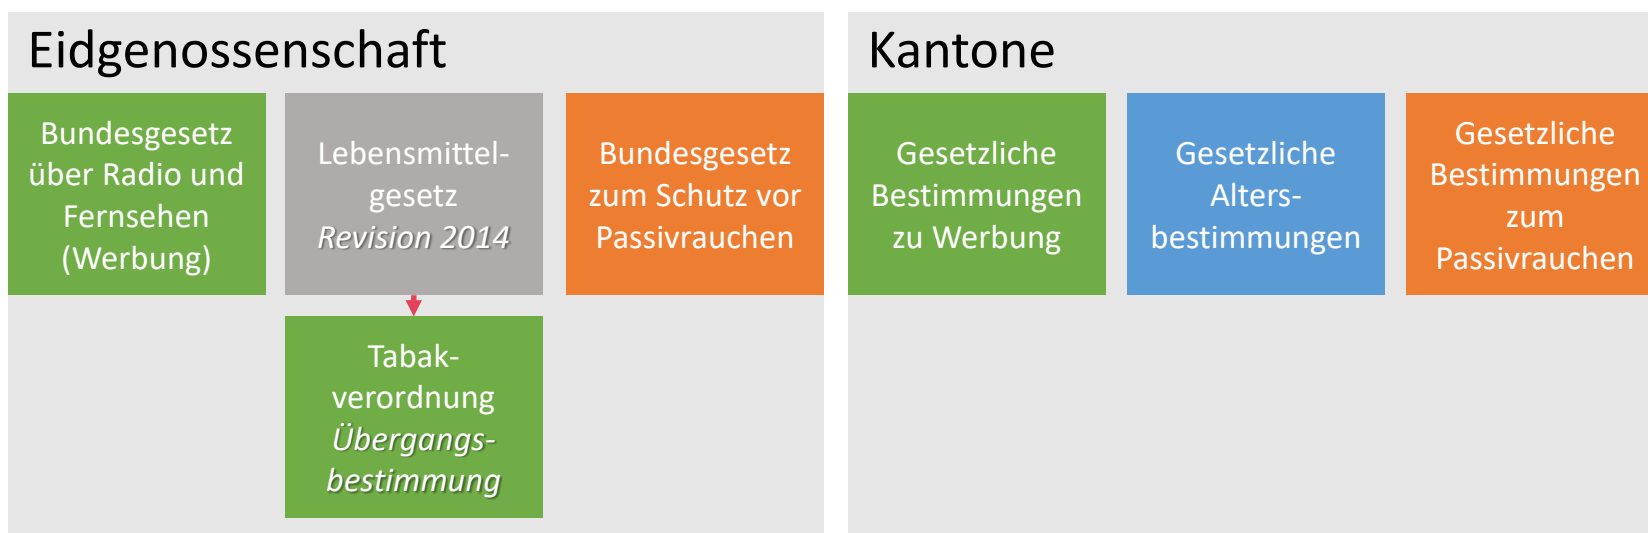 Eidgenossenschaft
Bundesgesetz
über Radio und
Fernsehen
(Werbung)
Lebensmittel-
gesetz
Revision 2014
Bundesgesetz
zum Schutz vor
Passivrauchen
Tabak-
verordnung
Übergangs-
bestimmung
Kantone
Gesetzliche
Bestimmungen
zu Werbung
Gesetzliche
Alters-
bestimmungen
Gesetzliche
Bestimmungen
zum
Passivrauchen